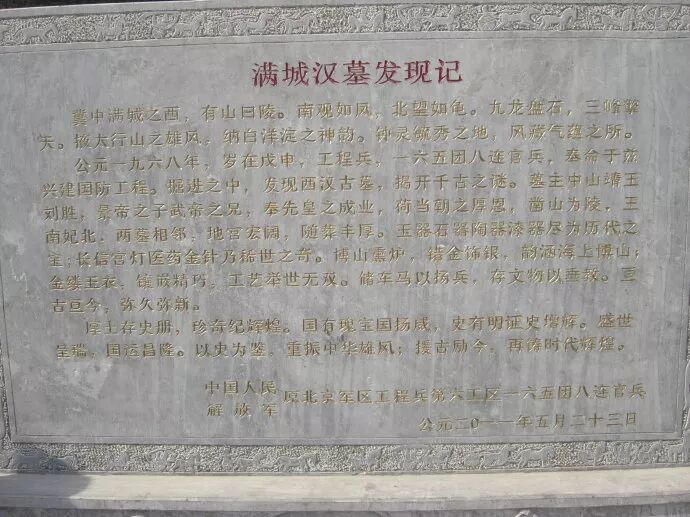 满城汉墓发现记
冀中满城之西，有山曰陵。南观如凤，北望如龟。九龙盘石，三峰擎
天。揽太行山之雄风，纳白洋淀之神韵。钟灵毓秀之地，风藏气蕴之所。
公元一九六八年，岁在戊申，工程兵，一六五团八连官兵，奉命于兹
兴建国防工程。掘进之中，发现西汉古墓，揭开千古之谜。墓主中山靖王
刘胜，景帝之子武帝之兄，奉先皇之成业，荷当朝之厚恩，凿山为陵，王
南妃北，两墓相邻，地宫宏阔，随葬丰厚。玉器石器陶器漆器尽为历代之
宝；长信宫灯医药金针乃稀世之奇。博山熏炉，错金饰银，韵涵海上博山；
金缕玉衣，镶嵌精巧，工艺举世无双。储车马以扬兵，存文物以垂教。亘
古亘今，弥久弥新。
厚土存史册，珍奇纪辉煌。国有瑰宝国扬威，史有明证史增辉。盛世
呈瑞，国运昌隆。以史为鉴，重振中华雄风；援古励今，再铸时代辉煌。
中国人民
解放军
原北京军区工程兵第六工区一六五团八连官兵
公元二0一一年五月二十三日